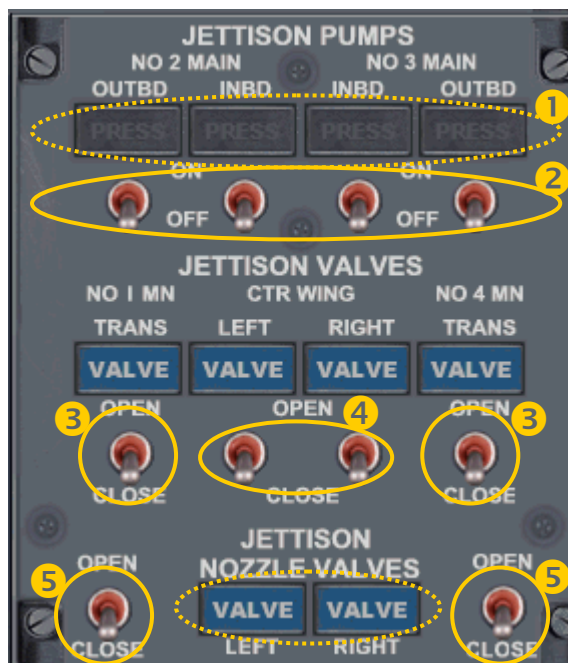 JETTISON PUMPS
NO 2 MAIN NO 3 MAIN
OUTBD INBD INBD OUTBD
PRESS PRESS PRESS PRESS
1
ON ON
2
OFF OFF
JETTISON VALVES
NO 1 MN CTR WING NO 4 MN
TRANS LEFT RIGHT TRANS
VALVE VALVE VALVE VALVE
3 OPEN OPEN 4 OPEN 3
CLOSE CLOSE CLOSE
JETTISON
OPEN NOZZLE VALVES OPEN
5 VALVE VALVE 5
CLOSE LEFT RIGHT CLOSE